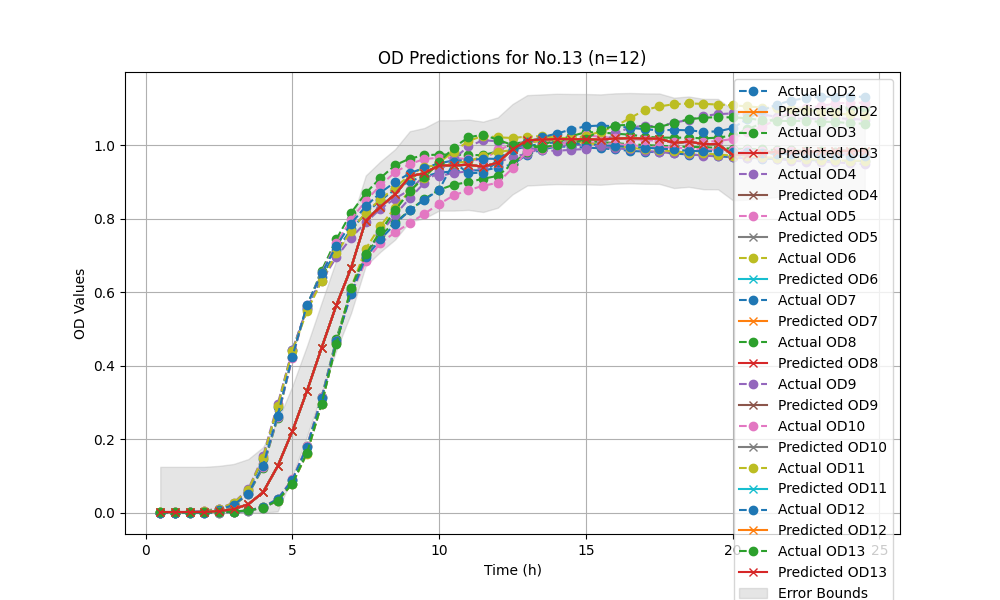 OD Predictions for No.13 (n=12)
OD Values
1.0
0.8
0.6
0.4
0.2
0.0
0
5
10
15
20
25
Time (h)
Actual OD2
Predicted OD2
Actual OD3
Predicted OD3
Actual OD4
Predicted OD4
Actual OD5
Predicted OD5
Actual OD6
Predicted OD6
Actual OD7
Predicted OD7
Actual OD8
Predicted OD8
Actual OD9
Predicted OD9
Actual OD10
Predicted OD10
Actual OD11
Predicted OD11
Actual OD12
Predicted OD12
Actual OD13
Predicted OD13
Error Bounds